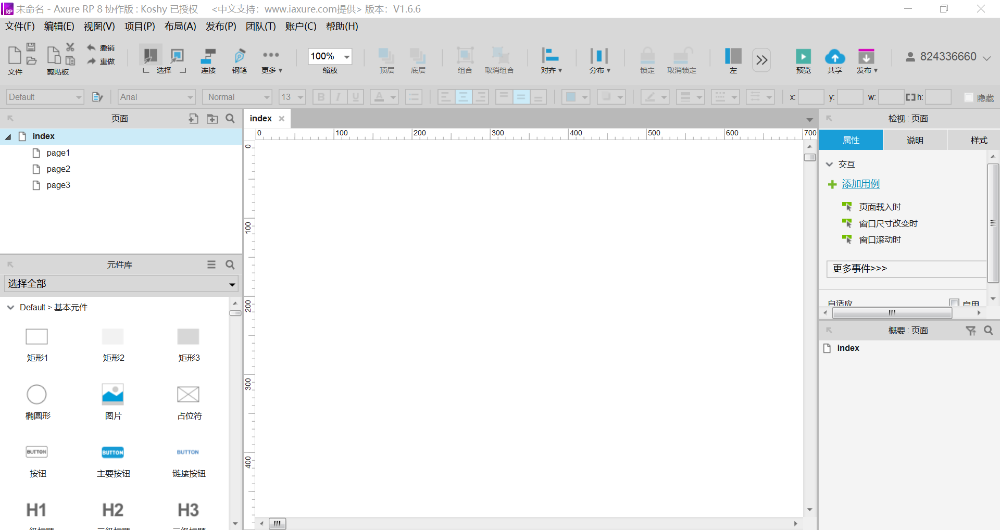 未命名 - Axure RP 8 协作版 : Koshy 已授权 <中文支持：www.iaxure.com提供> 版本：V1.6.6
文件(F) 编辑(E) 视图(V) 项目(P) 布局(A) 发布(P) 团队(T) 账户(C) 帮助(H)
撤销
重做
文件 剪贴板 选择 连接 钢笔 更多 100% 缩放 顶层 底层 组合 取消组合 对齐 分布 锁定 取消锁定 左 预览 共享 发布 824336660
Default Arial Normal 13 B I U A x: y: w: h: 隐藏
页面
index
page1
page2
page3
元件库
选择全部
Default > 基本元件
矩形1 矩形2 矩形3
椭圆形 图片 占位符
BUTTON BUTTON BUTTON
按钮 主要按钮 链接按钮
H1 H2 H3
index
0 100 200 300 400 500 600 700
0
100
200
300
400
检视 : 页面
属性 说明 样式
交互
添加用例
页面载入时
窗口尺寸改变时
窗口滚动时
更多事件>>>
自适应 启用
概要 : 页面
index